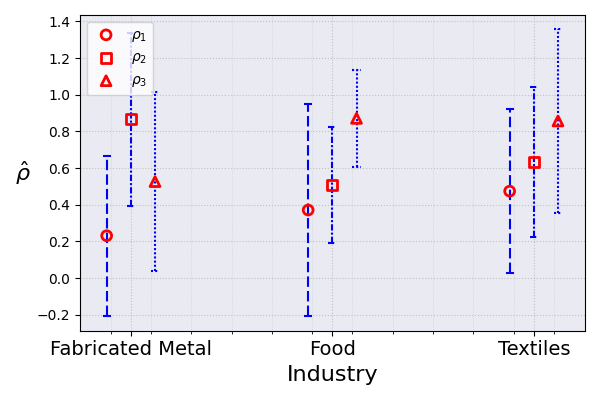 1.4
1.2
1.0
0.8
0.6
0.4
0.2
0.0
−0.2
ρ̂
ρ₁
ρ₂
ρ₃
Fabricated Metal Food Textiles
Industry